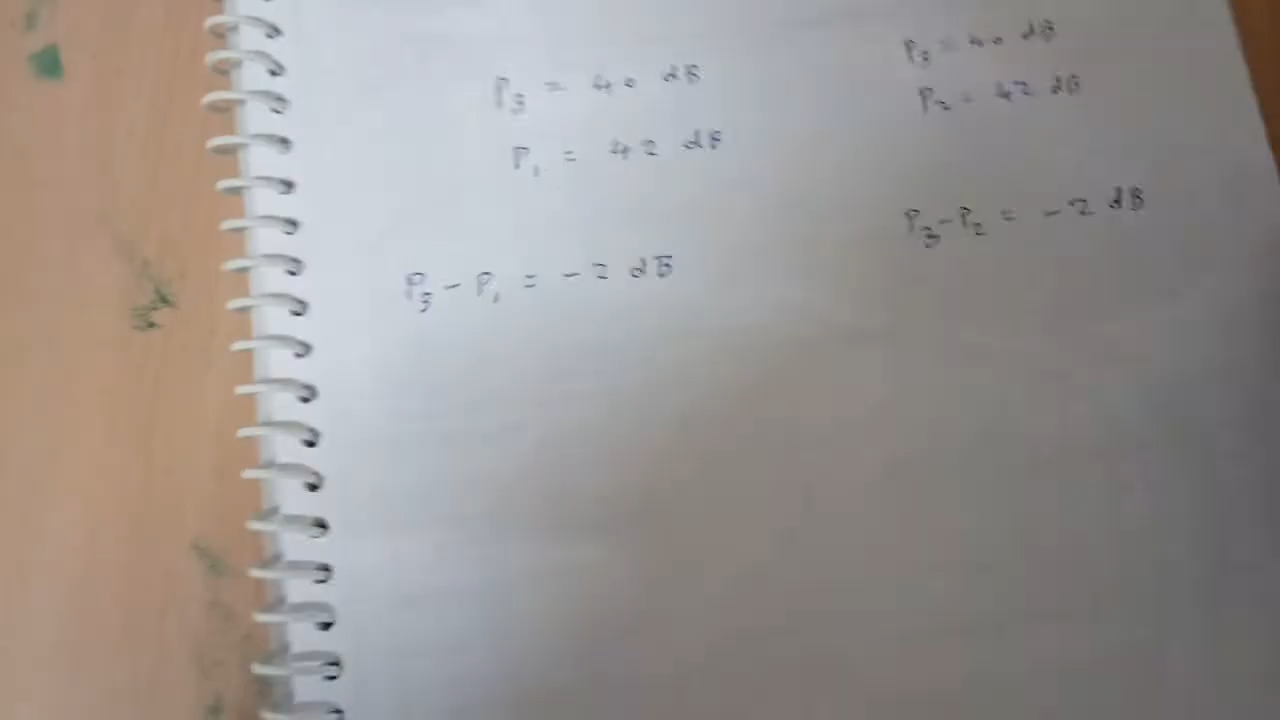 P3 = 40 dB
P1 = 42 dB
P3 - P1 = -2 dB
P3 = 40 dB
P2 = 42 dB
P3 - P2 = -2 dB